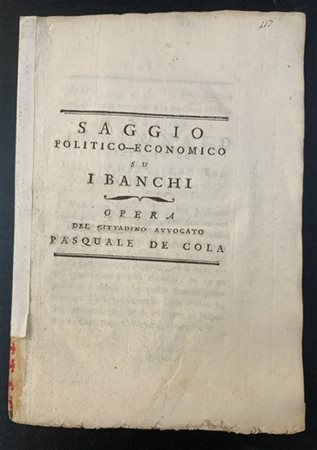 SAGGIO
POLITICO-ECONOMICO
SU
I BANCHI
OPERA
DEL CITTADINO AVVOCATO
PASQUALE DE COLA